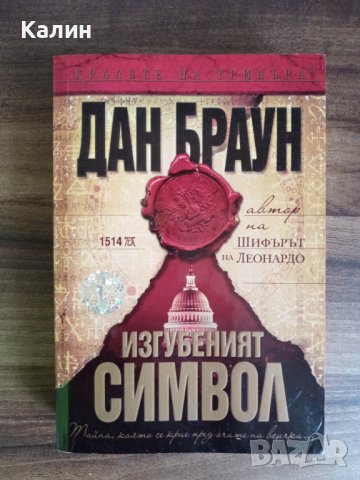 Калин
КРАЛЕТЕ НА ТРИЛЪРА
ДАН БРАУН
автор
на
1514
ШИФЪРЪТ
НА ЛЕОНАРДО
ИЗГУБЕНИЯТ
СИМВОЛ
Тайна, която се крие пред очите на всички...
bazar